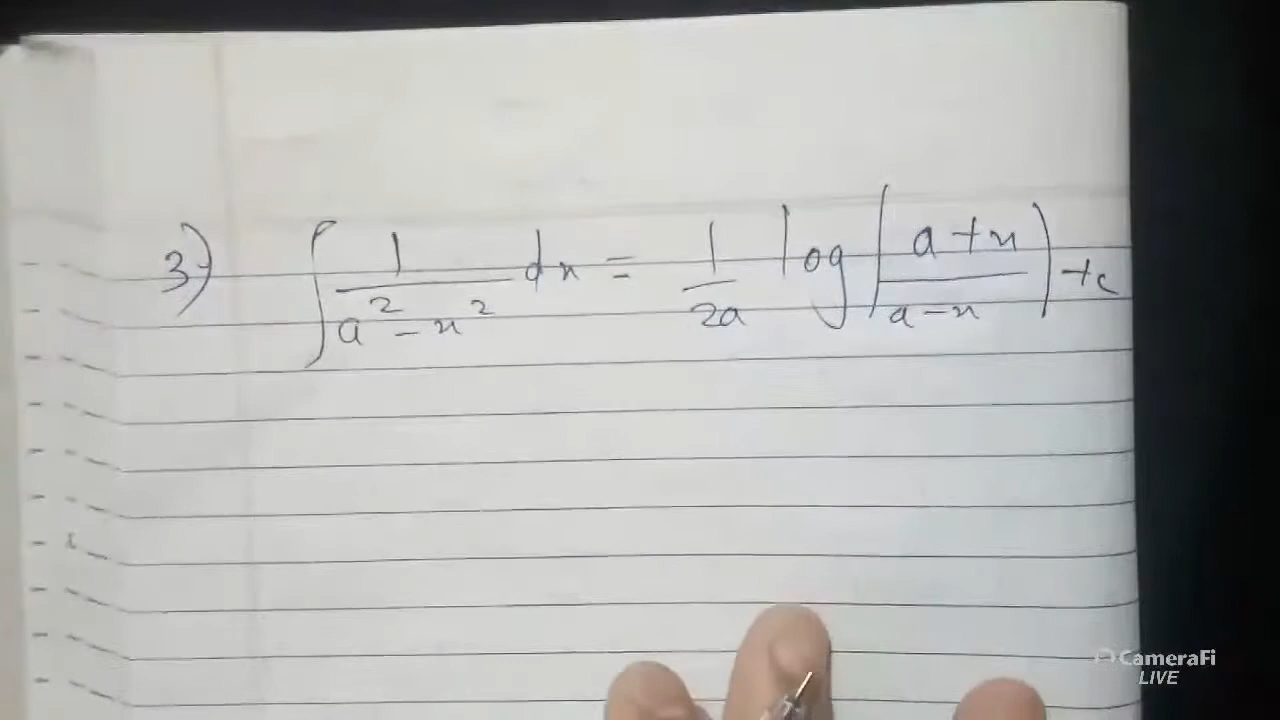 3) ∫ 1/(a² - x²) dx = 1/2a log |(a+x)/(a-x)| + c
CameraFi
LIVE